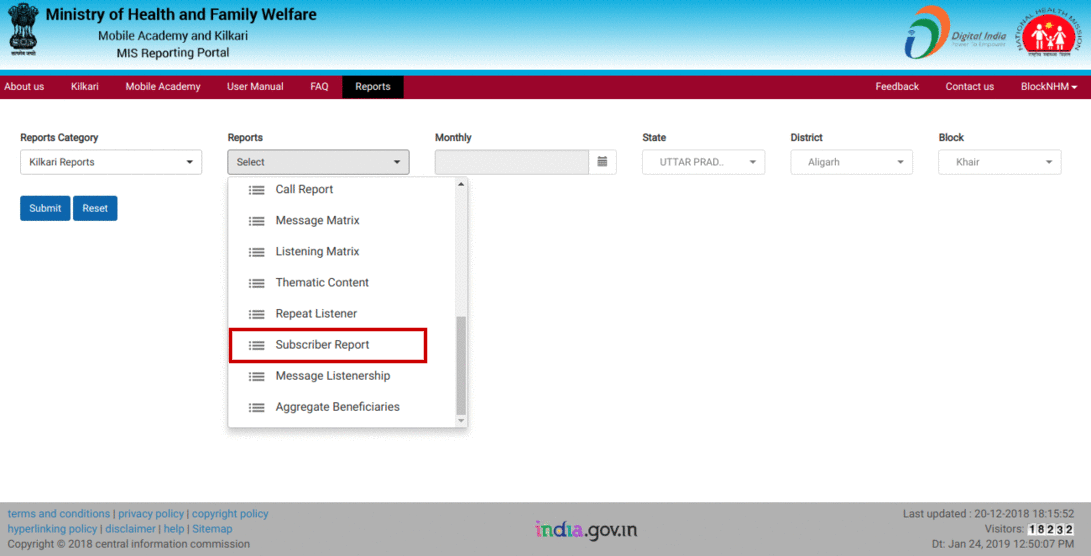 Ministry of Health and Family Welfare
Mobile Academy and Kilkari
MIS Reporting Portal
Digital India
Power To Empower
NATIONAL HEALTH MISSION
About us Kilkari Mobile Academy User Manual FAQ Reports Feedback Contact us BlockNHM
Reports Category Reports Monthly State District Block
Kilkari Reports Select UTTAR PRAD.. Aligarh Khair
Submit Reset
Call Report
Message Matrix
Listening Matrix
Thematic Content
Repeat Listener
Subscriber Report
Message Listenership
Aggregate Beneficiaries
terms and conditions | privacy policy | copyright policy
hyperlinking policy | disclaimer | help | Sitemap
Copyright © 2018 central information commission
india.gov.in
Last updated : 20-12-2018 18:15:52
Visitors: 18232
Dt: Jan 24, 2019 12:50:07 PM